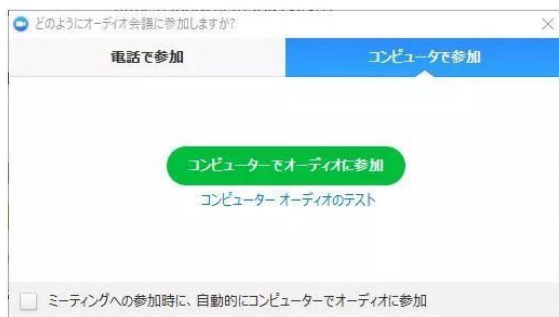 どのようにオーディオ会議に参加しますか?
電話で参加
コンピュータで参加
コンピューターでオーディオに参加
コンピューター オーディオのテスト
ミーティングへの参加時に、自動的にコンピューターでオーディオに参加